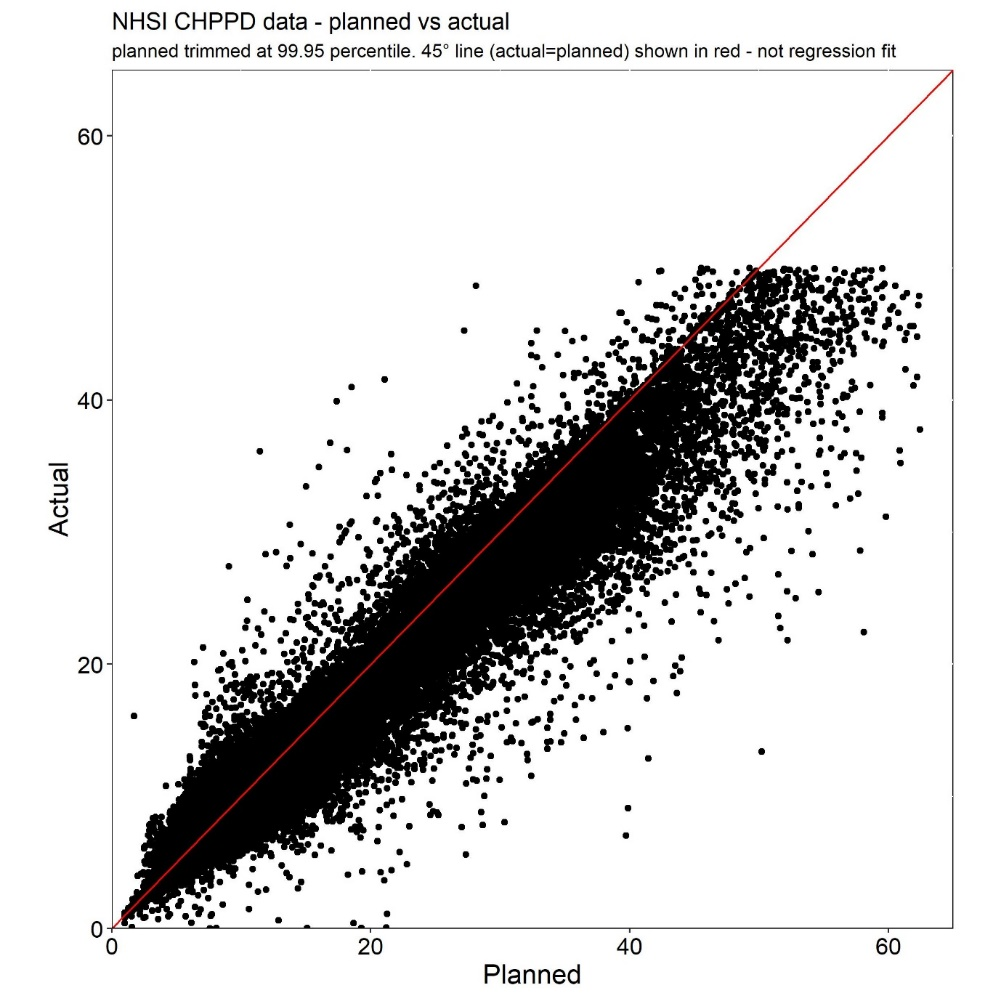 NHSI CHPPD data - planned vs actual
planned trimmed at 99.95 percentile. 45° line (actual=planned) shown in red - not regression fit
60
40
20
0
Actual
0 20 40 60
Planned